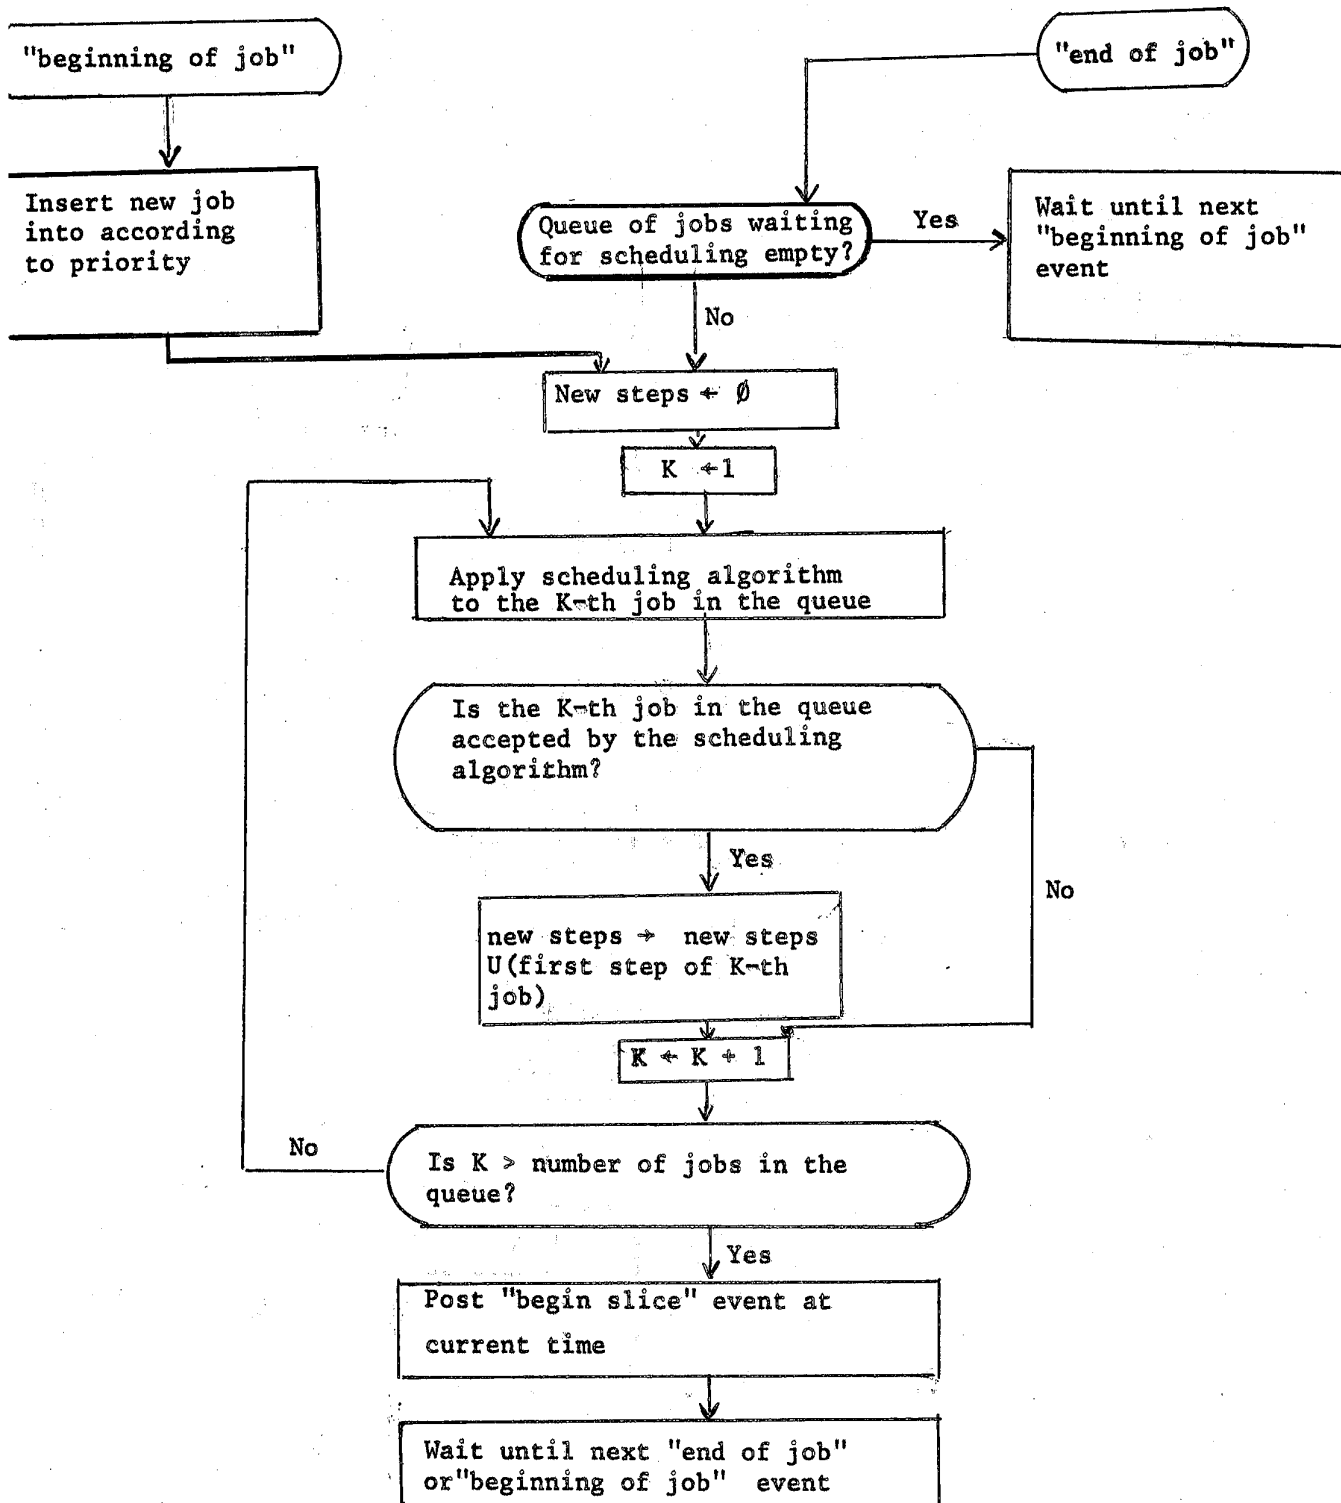 "beginning of job"
"end of job"
Insert new job
into according
to priority
Queue of jobs waiting
for scheduling empty?
Yes
Wait until next
"beginning of job"
event
No
New steps ← ∅
K ←1
Apply scheduling algorithm
to the K-th job in the queue
Is the K-th job in the queue
accepted by the scheduling
algorithm?
Yes
No
new steps → new steps
U(first step of K-th
job)
K ← K + 1
No
Is K > number of jobs in the
queue?
Yes
Post "begin slice" event at
current time
Wait until next "end of job"
or"beginning of job" event